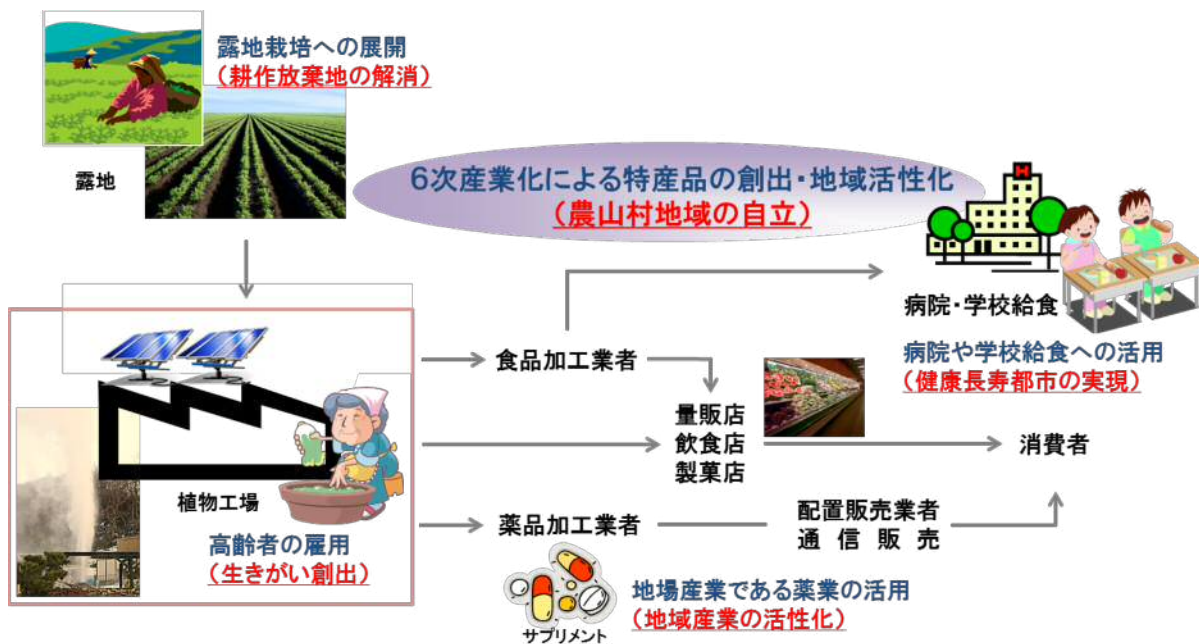 露地栽培への展開
(耕作放棄地の解消)
露地
6次産業化による特産品の創出・地域活性化
(農山村地域の自立)
H
病院・学校給食
病院や学校給食への活用
(健康長寿都市の実現)
食品加工業者
量販店
飲食店
製菓店
消費者
植物工場
高齢者の雇用
(生きがい創出)
薬品加工業者
配置販売業者
通信販売
地場産業である薬業の活用
(地域産業の活性化)
サプリメント